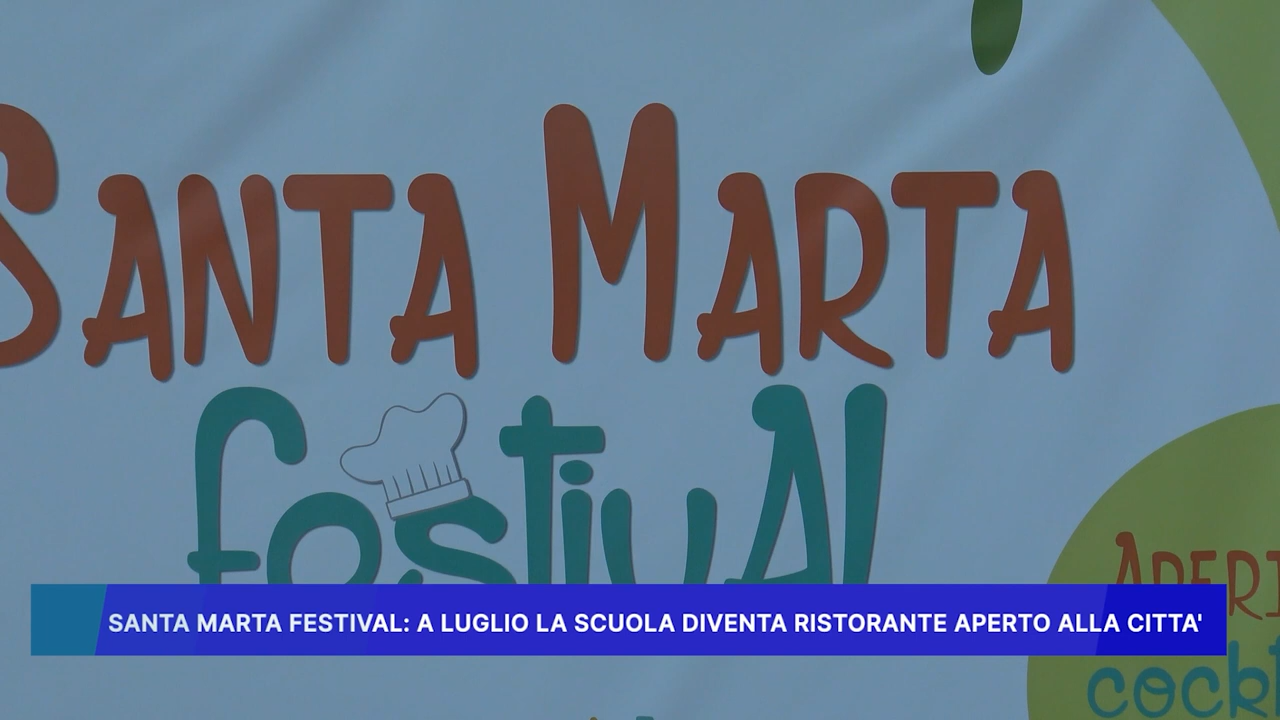 SANTA MARTA
festivAl
SANTA MARTA FESTIVAL: A LUGLIO LA SCUOLA DIVENTA RISTORANTE APERTO ALLA CITTA'